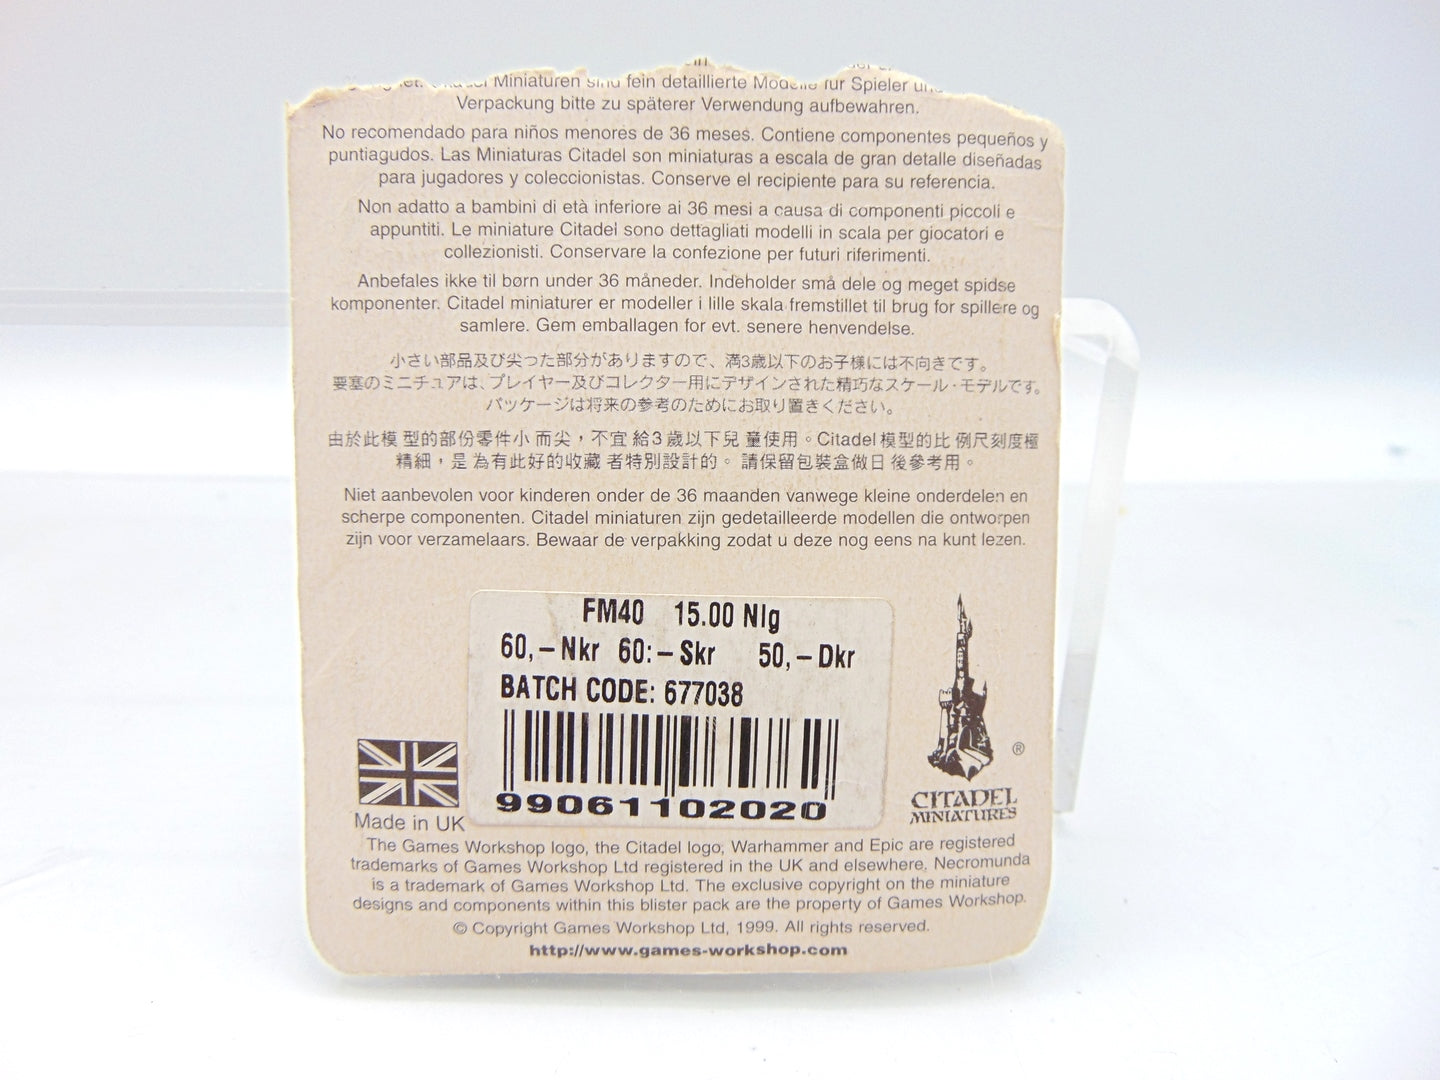 Miniaturen sind fein detaillierte Modelle für Spieler und
Verpackung bitte zu späterer Verwendung aufbewahren.
No recomendado para niños menores de 36 meses. Contiene componentes pequeños y
puntiagudos. Las Miniaturas Citadel son miniaturas a escala de gran detalle diseñadas
para jugadores y coleccionistas. Conserve el recipiente para su referencia.
Non adatto a bambini di età inferiore ai 36 mesi a causa di componenti piccoli e
appuntiti. Le miniature Citadel sono dettagliati modelli in scala per giocatori e
collezionisti. Conservare la confezione per futuri riferimenti.
Anbefales ikke til børn under 36 måneder. Indeholder små dele og meget spidse
komponenter. Citadel miniaturer er modeller i lille skala fremstillet til brug for spillere og
samlere. Gem emballagen for evt. senere henvendelse.
小さい部品及び尖った部分がありますので、満3歳以下のお子様には不向きです。
要塞のミニチュアは、プレイヤー及びコレクター用にデザインされた精巧なスケール・モデルです。
パッケージは将来の参考のためにお取り置きください。
由於此模 型的部份零件小 而尖，不宜 給3 歲以下兒 童使用。Citadel 模型的比 例尺刻度極
精細，是 為有此好的收藏 者特別設計的。 請保留包裝盒做日 後參考用。
Niet aanbevolen voor kinderen onder de 36 maanden vanwege kleine onderdelen en
scherpe componenten. Citadel miniaturen zijn gedetailleerde modellen die ontworpen
zijn voor verzamelaars. Bewaar de verpakking zodat u deze nog eens na kunt lezen.
FM40 15.00 Nlg
60,– Nkr 60:– Skr 50,– Dkr
BATCH CODE: 677038
99061102020
Made in UK
®
CITADEL
MINIATURES
The Games Workshop logo, the Citadel logo, Warhammer and Epic are registered
trademarks of Games Workshop Ltd registered in the UK and elsewhere, Necromunda
is a trademark of Games Workshop Ltd. The exclusive copyright on the miniature
designs and components within this blister pack are the property of Games Workshop.
© Copyright Games Workshop Ltd, 1999. All rights reserved.
http://www.games-workshop.com